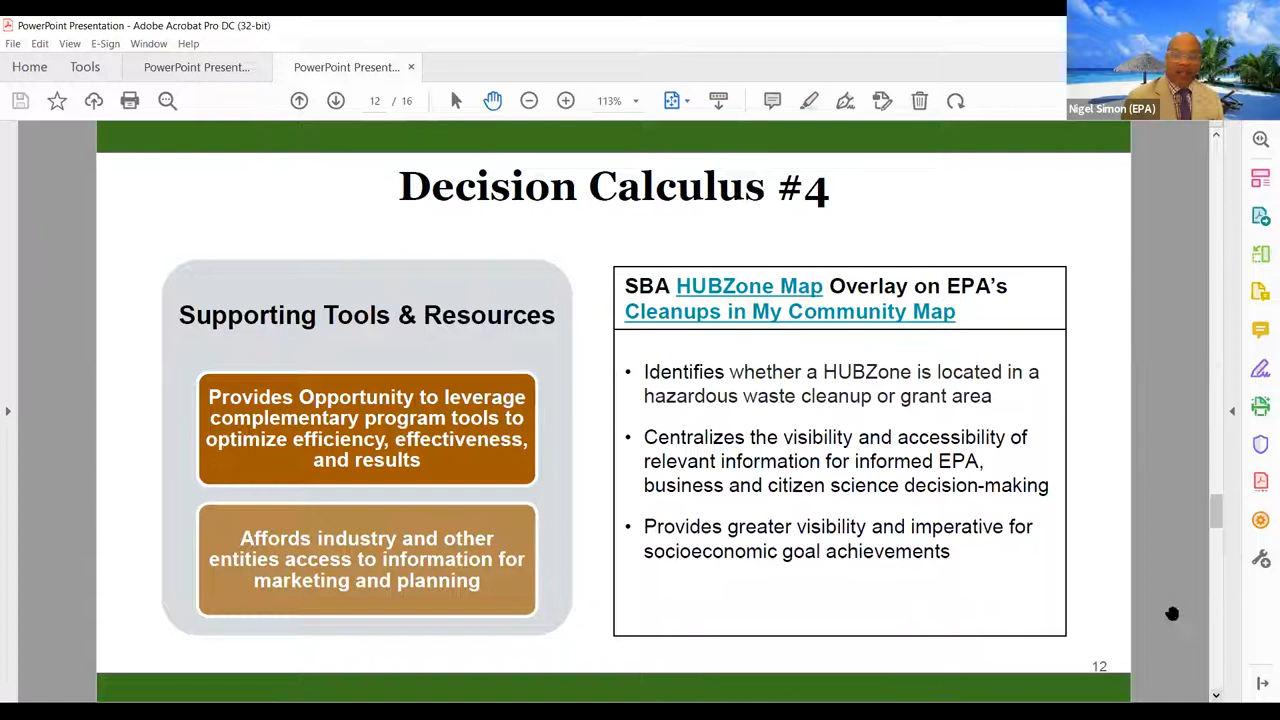 PowerPoint Presentation - Adobe Acrobat Pro DC (32-bit)
File Edit View E-Sign Window Help
Home Tools PowerPoint Present... PowerPoint Present... ×
12 / 16 113%
Nigel Simon (EPA)
Decision Calculus #4
Supporting Tools & Resources
Provides Opportunity to leverage
complementary program tools to
optimize efficiency, effectiveness,
and results
Affords industry and other
entities access to information for
marketing and planning
SBA HUBZone Map Overlay on EPA's
Cleanups in My Community Map
• Identifies whether a HUBZone is located in a
hazardous waste cleanup or grant area
• Centralizes the visibility and accessibility of
relevant information for informed EPA,
business and citizen science decision-making
• Provides greater visibility and imperative for
socioeconomic goal achievements
12